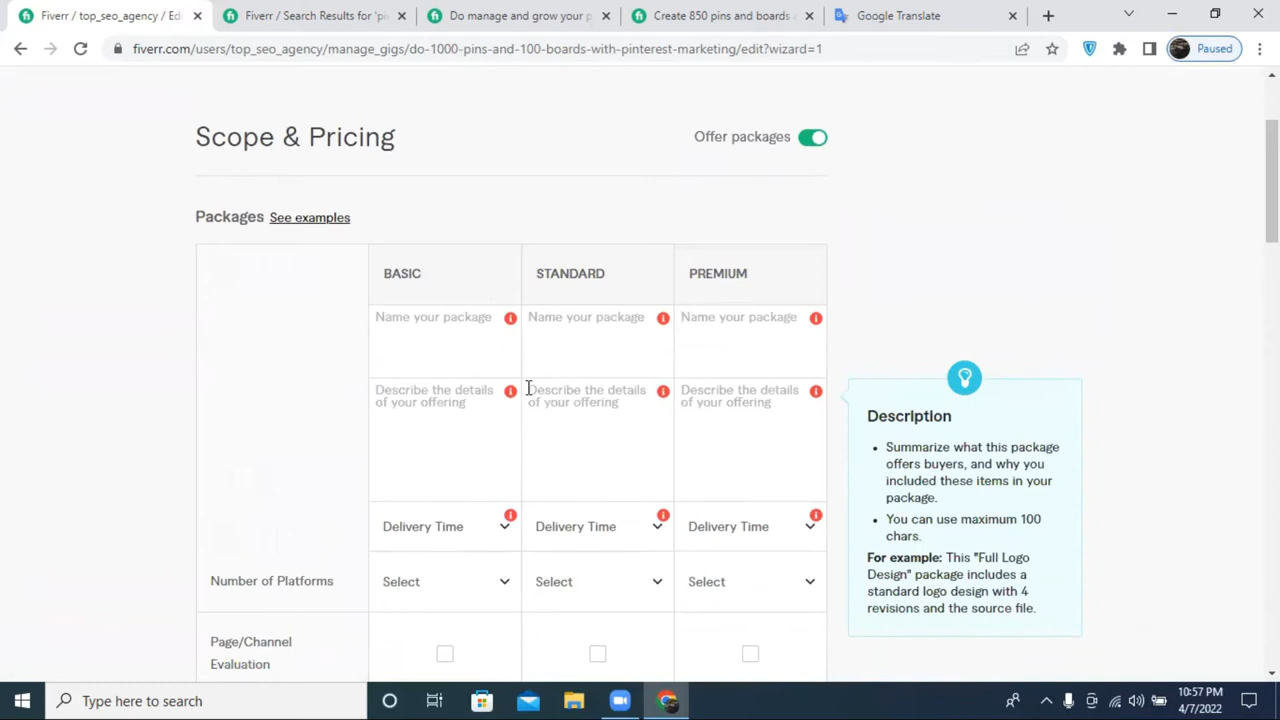 Fiverr / top_seo_agency / Edi
Fiverr / Search Results for 'pi
Do manage and grow your p
Create 850 pins and boards a
Google Translate
fiverr.com/users/top_seo_agency/manage_gigs/do-1000-pins-and-100-boards-with-pinterest-marketing/edit?wizard=1
Paused
Scope & Pricing
Offer packages
Packages See examples
BASIC STANDARD PREMIUM
Name your package Name your package Name your package
Describe the details Describe the details Describe the details
of your offering of your offering of your offering
Delivery Time Delivery Time Delivery Time
Number of Platforms Select Select Select
Page/Channel
Evaluation
Description
Summarize what this package
offers buyers, and why you
included these items in your
package.
You can use maximum 100
chars.
For example: This "Full Logo
Design" package includes a
standard logo design with 4
revisions and the source file.
Type here to search
10:57 PM
4/7/2022